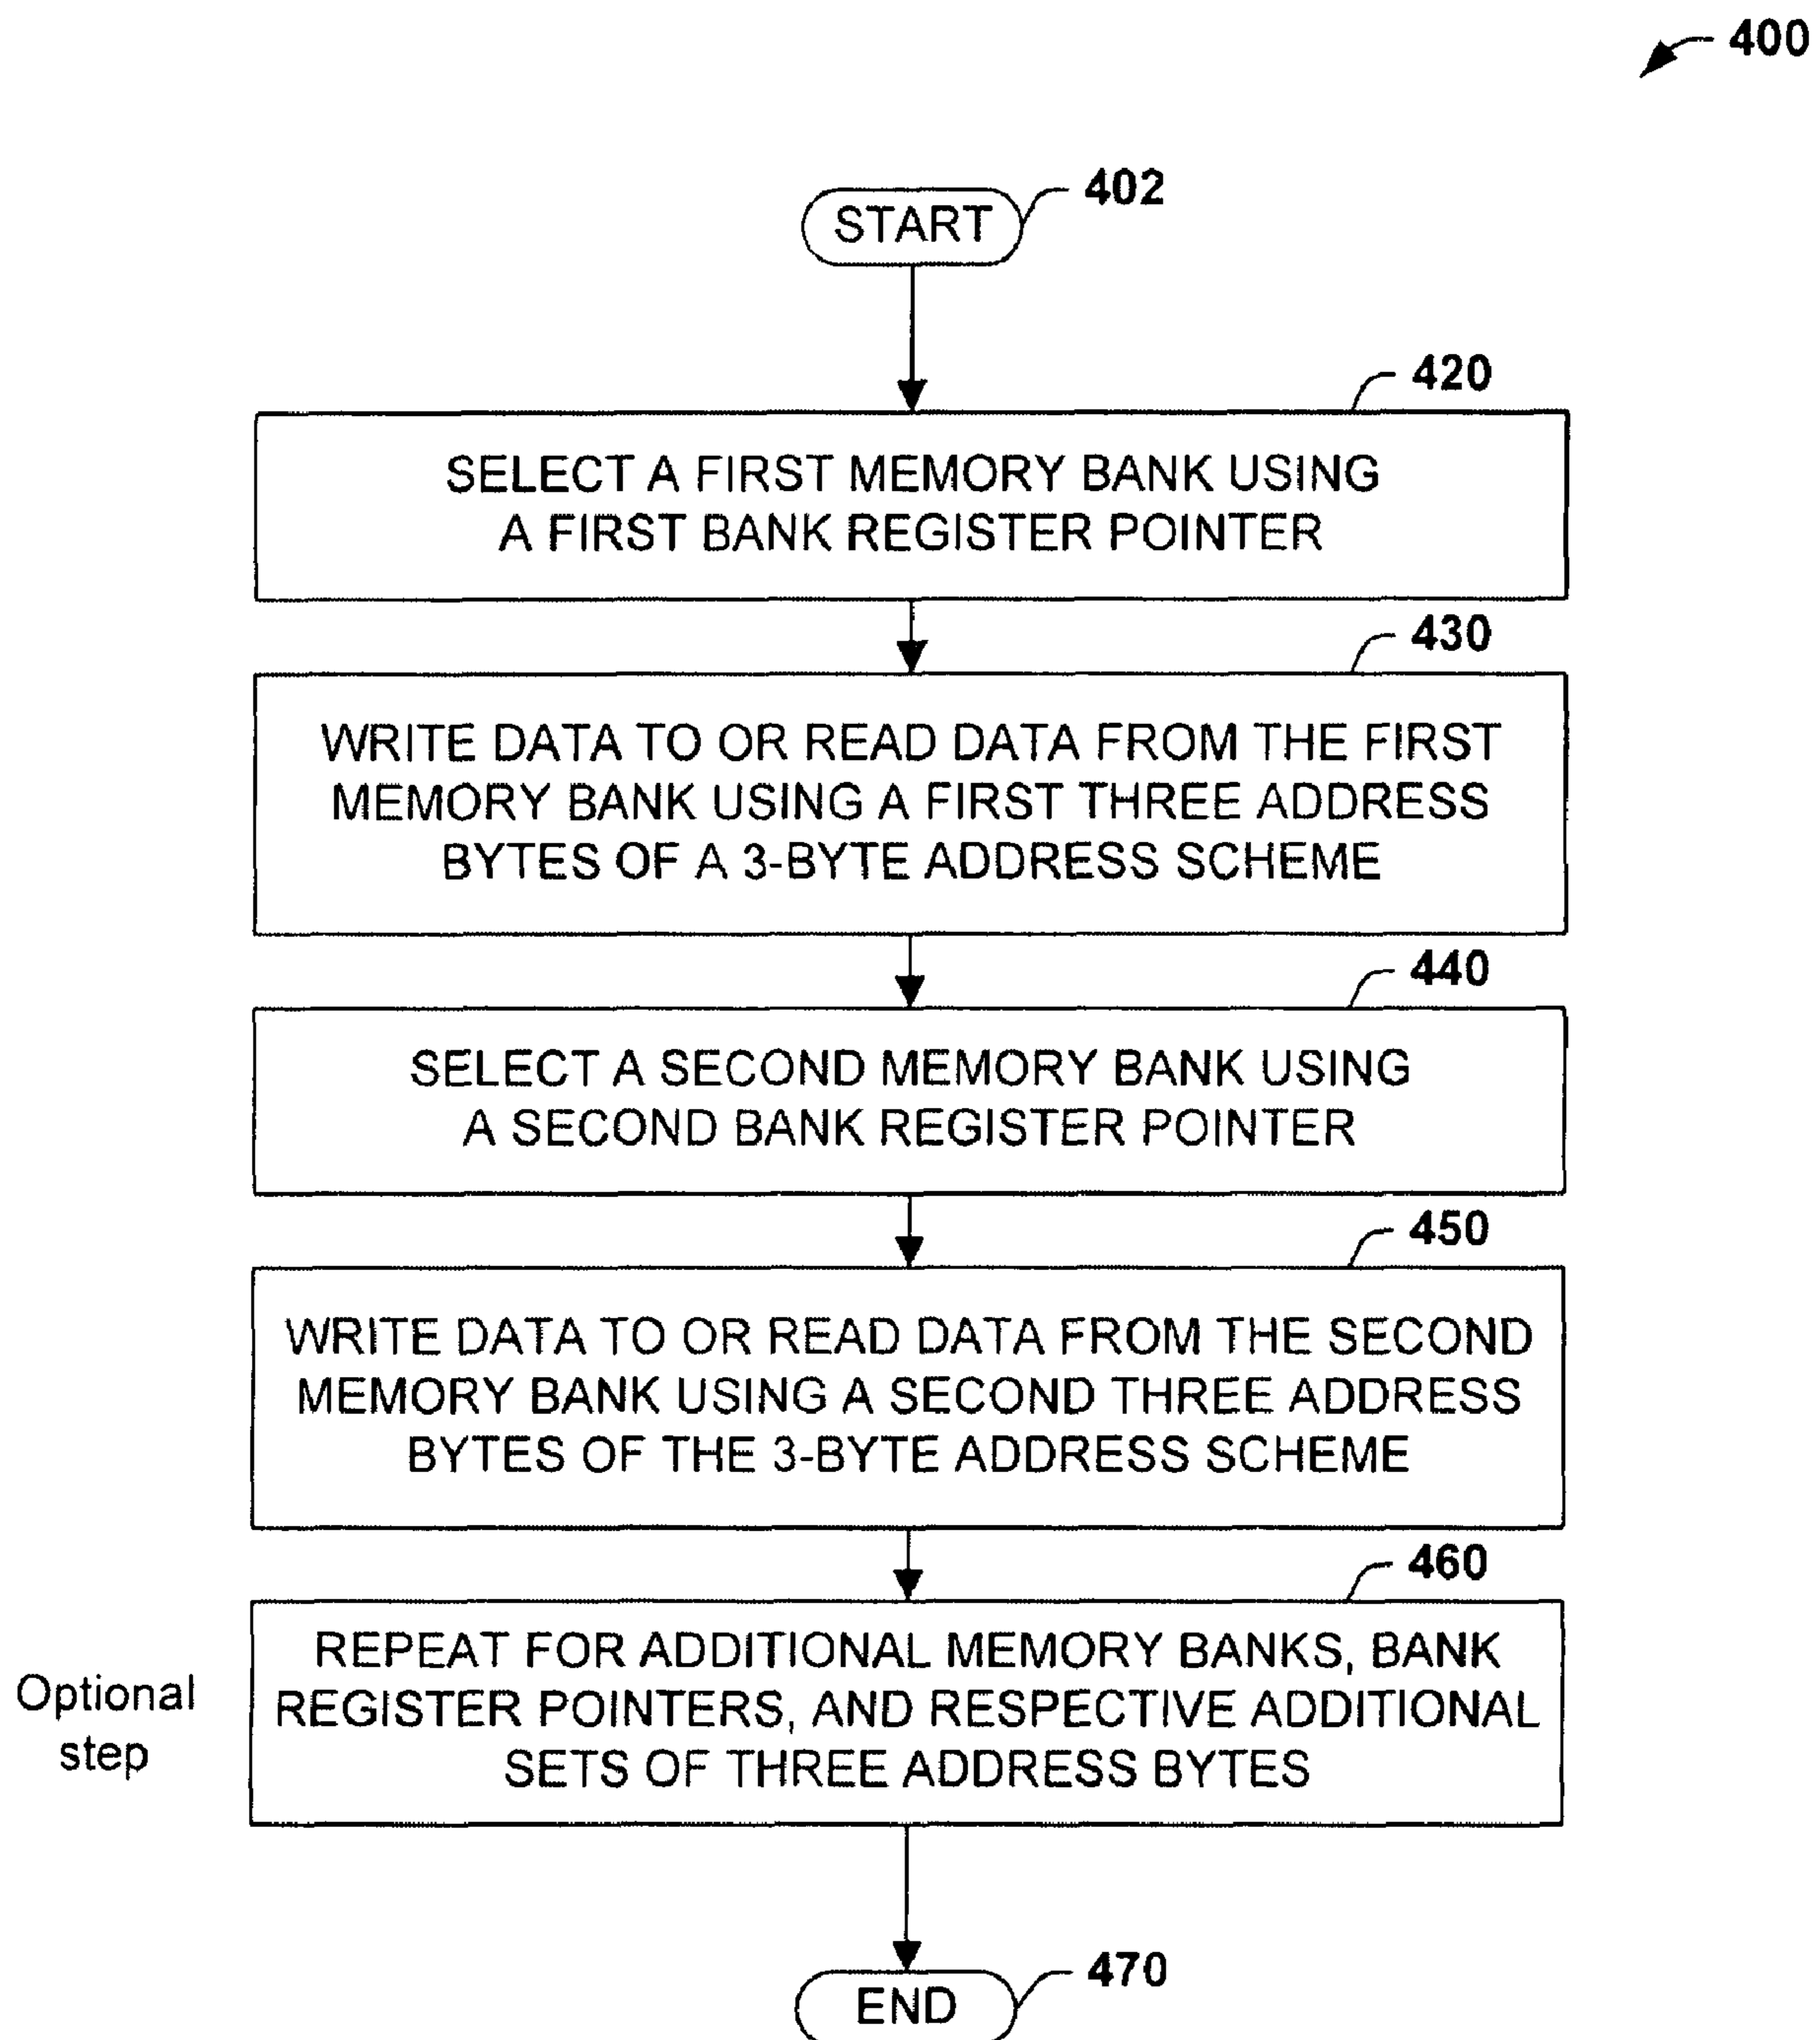 400
START
402
420
SELECT A FIRST MEMORY BANK USING
A FIRST BANK REGISTER POINTER
430
WRITE DATA TO OR READ DATA FROM THE FIRST
MEMORY BANK USING A FIRST THREE ADDRESS
BYTES OF A 3-BYTE ADDRESS SCHEME
440
SELECT A SECOND MEMORY BANK USING
A SECOND BANK REGISTER POINTER
450
WRITE DATA TO OR READ DATA FROM THE SECOND
MEMORY BANK USING A SECOND THREE ADDRESS
BYTES OF THE 3-BYTE ADDRESS SCHEME
460
Optional
step
REPEAT FOR ADDITIONAL MEMORY BANKS, BANK
REGISTER POINTERS, AND RESPECTIVE ADDITIONAL
SETS OF THREE ADDRESS BYTES
470
END